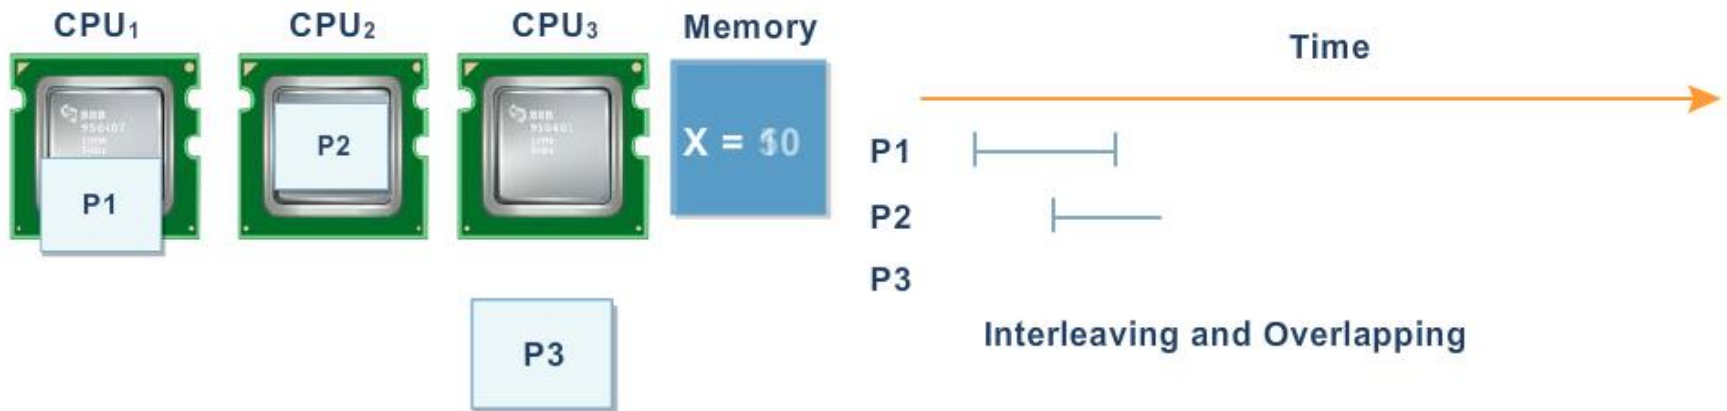 CPU₁
CPU₂
CPU₃
Memory
Time
P1
P2
X =
P1
P2
P3
P3
Interleaving and Overlapping